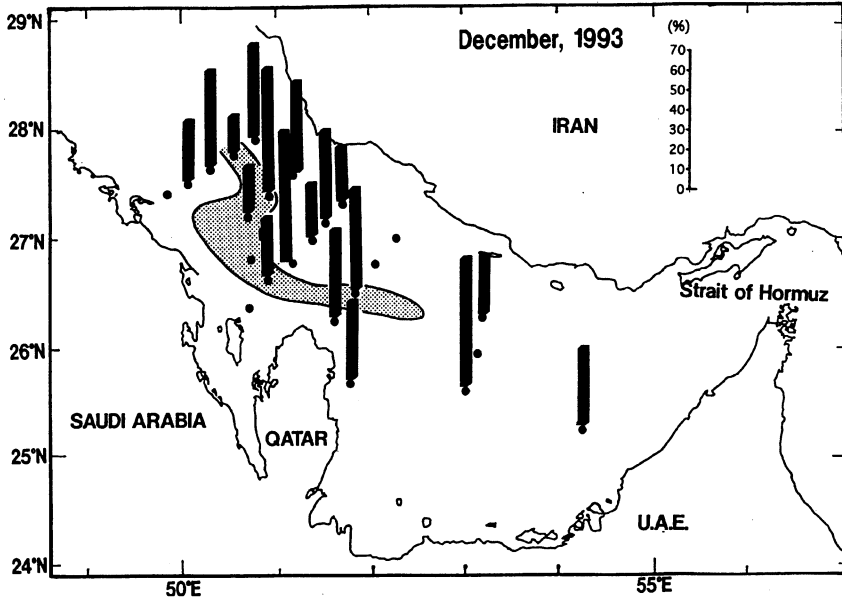 29°N
December, 1993
(%)
70
60
50
40
30
20
10
0
28°N
IRAN
27°N
Strait of Hormuz
26°N
SAUDI ARABIA
QATAR
25°N
U.A.E.
24°N
50°E
55°E